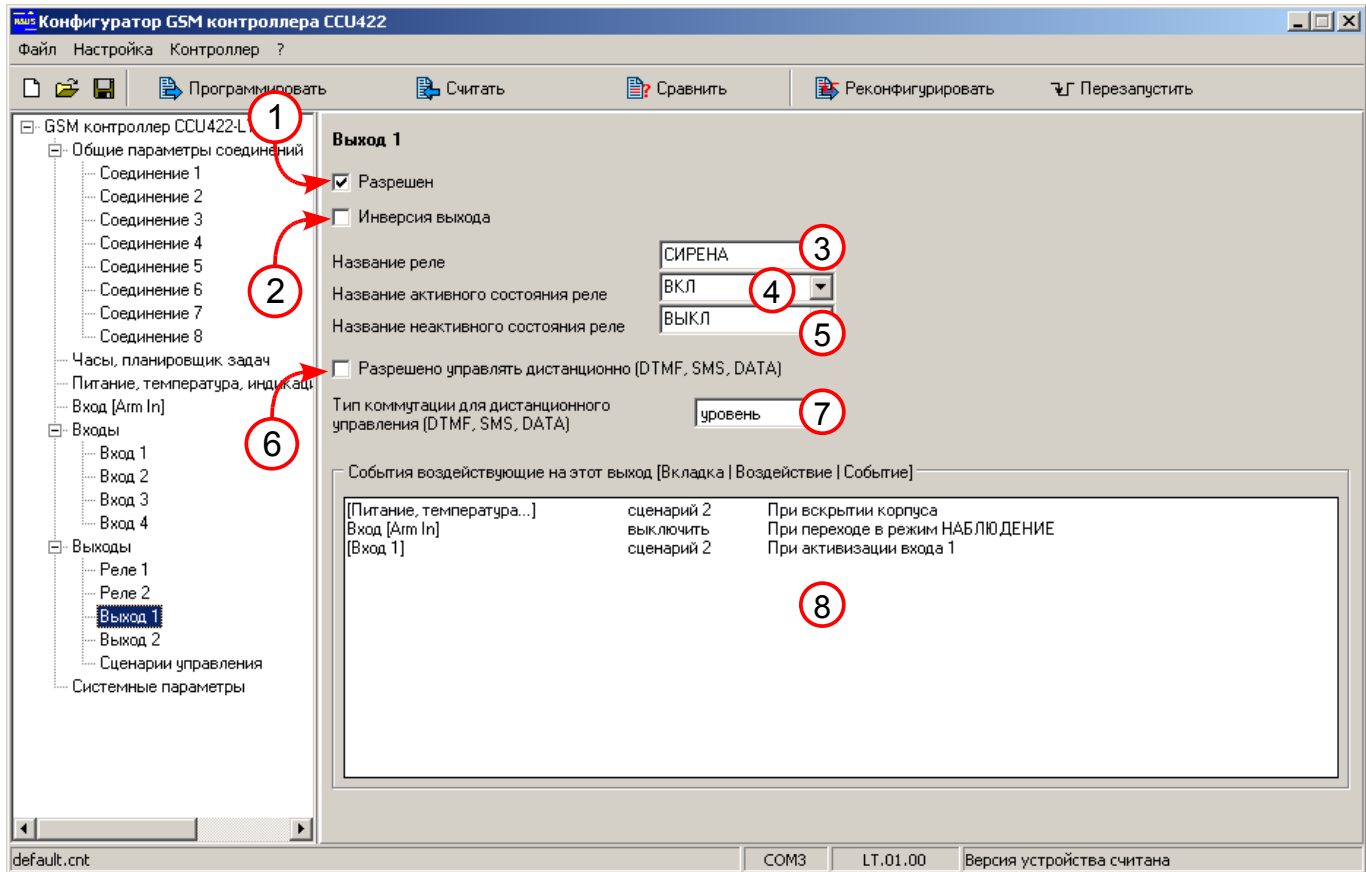 Конфигуратор GSM контроллера CCU422
Файл Настройка Контроллер ?
Программировать Считать Сравнить Реконфигурировать Перезапустить
GSM контроллер CCU422-L
Общие параметры соединений
Соединение 1
Соединение 2
Соединение 3
Соединение 4
Соединение 5
Соединение 6
Соединение 7
Соединение 8
Часы, планировщик задач
Питание, температура, индикаци
Вход [Arm In]
Входы
Вход 1
Вход 2
Вход 3
Вход 4
Выходы
Реле 1
Реле 2
Выход 1
Выход 2
Сценарии управления
Системные параметры
Выход 1
1
Разрешен
2
Инверсия выхода
Название реле СИРЕНА 3
Название активного состояния реле ВКЛ 4
Название неактивного состояния реле ВЫКЛ 5
6
Разрешено управлять дистанционно (DTMF, SMS, DATA)
Тип коммутации для дистанционного
управления (DTMF, SMS, DATA) уровень 7
События воздействующие на этот выход [Вкладка | Воздействие | Событие]
[Питание, температура...] сценарий 2 При вскрытии корпуса
Вход [Arm In] выключить При переходе в режим НАБЛЮДЕНИЕ
[Вход 1] сценарий 2 При активизации входа 1
8
default.cnt COM3 LT.01.00 Версия устройства считана